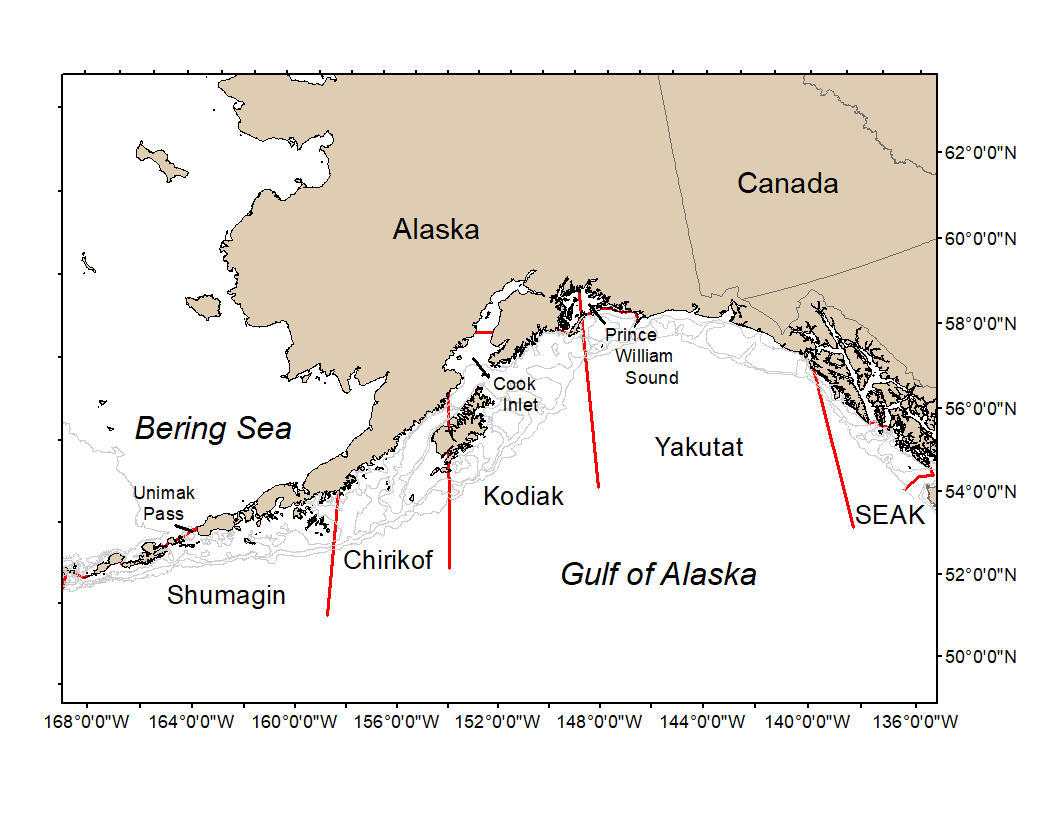 62°0'0"N
Canada
Alaska
60°0'0"N
58°0'0"N
Prince
William
Sound
Cook
Inlet
56°0'0"N
Bering Sea
Yakutat
Unimak
Pass
Kodiak
54°0'0"N
SEAK
Chirikof
Gulf of Alaska
52°0'0"N
Shumagin
50°0'0"N
168°0'0"W
164°0'0"W
160°0'0"W
156°0'0"W
152°0'0"W
148°0'0"W
144°0'0"W
140°0'0"W
136°0'0"W